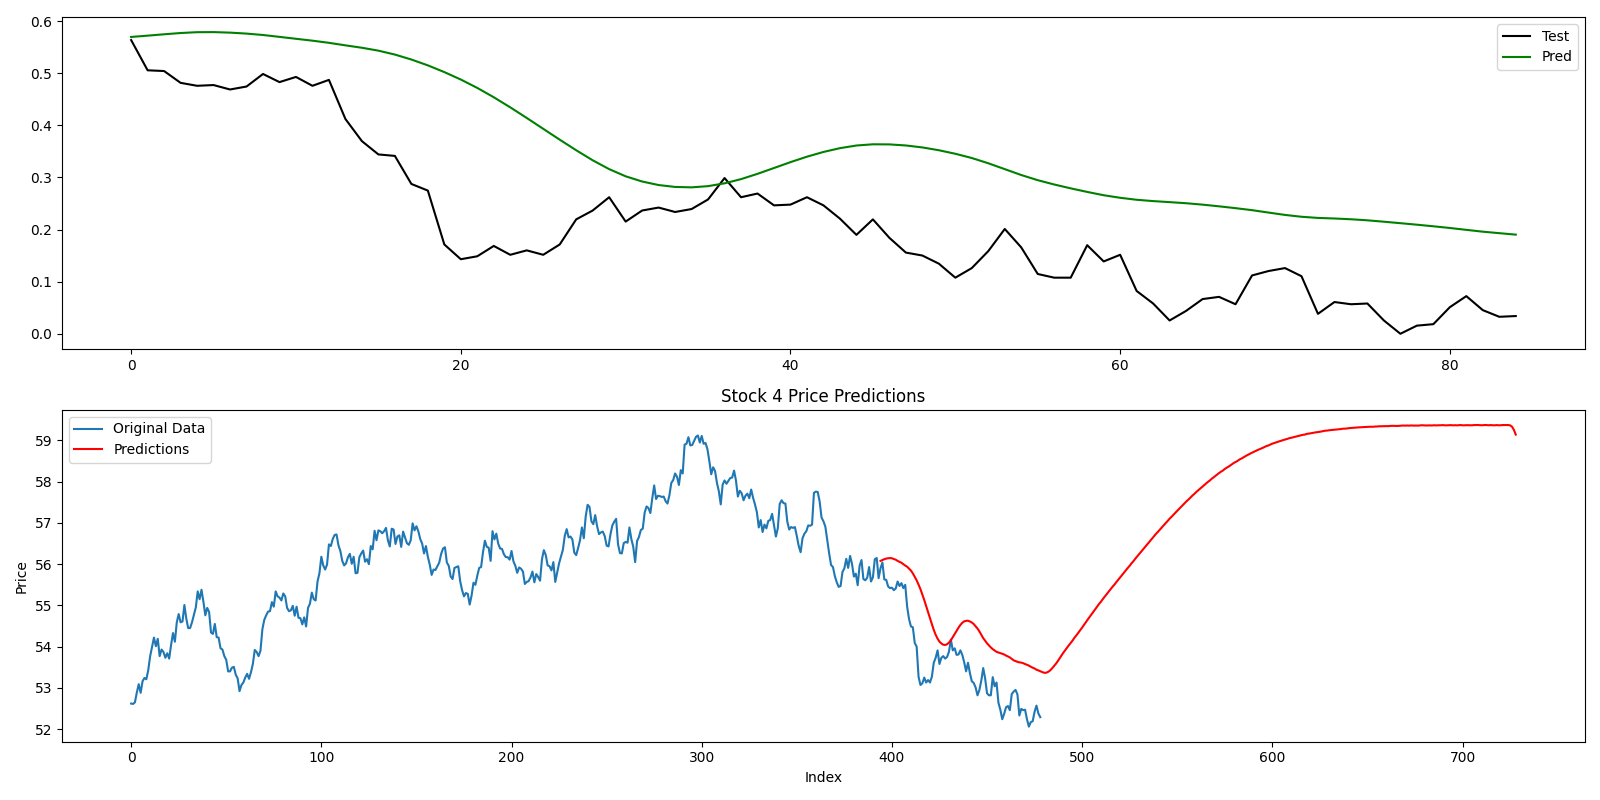 0.6
0.5
0.4
0.3
0.2
0.1
0.0
Test
Pred
0 20 40 60 80
Stock 4 Price Predictions
Original Data
Predictions
Price
59
58
57
56
55
54
53
52
0 100 200 300 400 500 600 700
Index